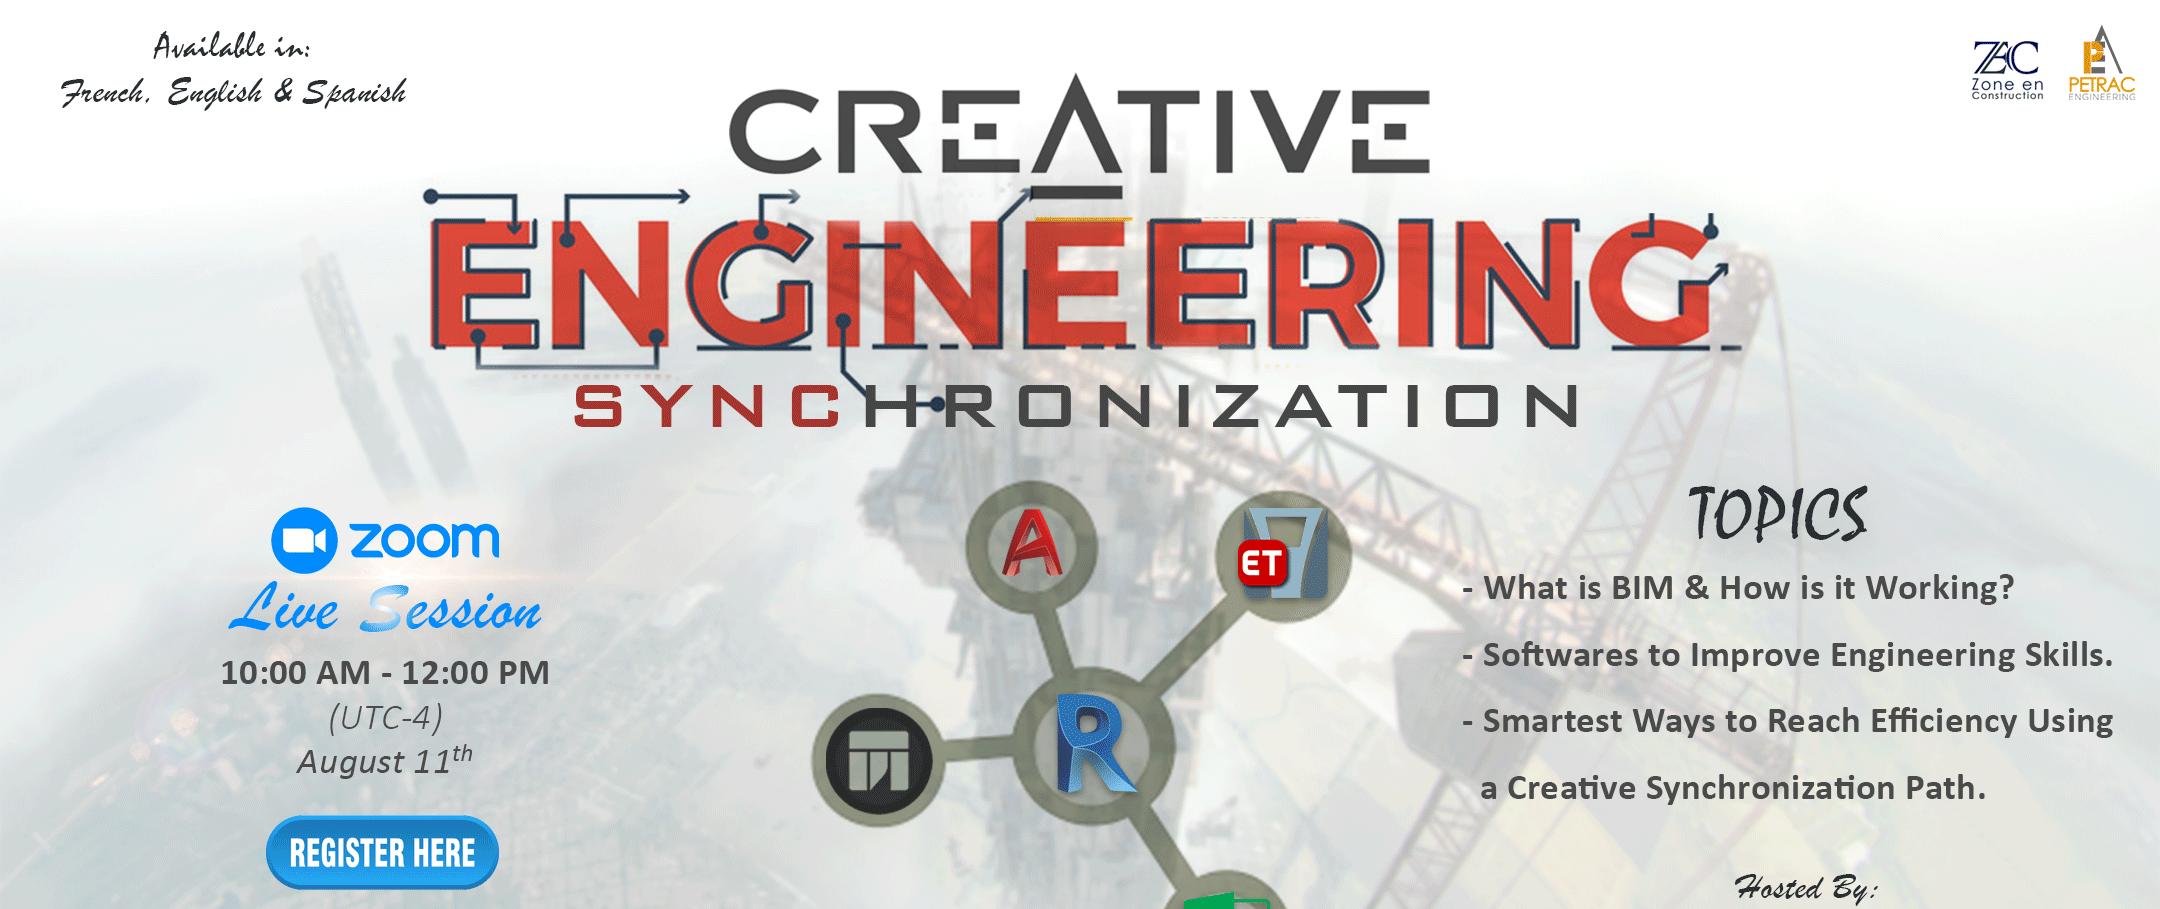 Available in:
French, English & Spanish
ZEC
Zone en
Construction
PETRAC
ENGINEERING
CREATIVE
ENGINEERING
SYNCHRONIZATION
zoom
Live Session
10:00 AM - 12:00 PM
(UTC-4)
August 11th
REGISTER HERE
A
ET
R
TOPICS
- What is BIM & How is it Working?
- Softwares to Improve Engineering Skills.
- Smartest Ways to Reach Efficiency Using
a Creative Synchronization Path.
Hosted By: